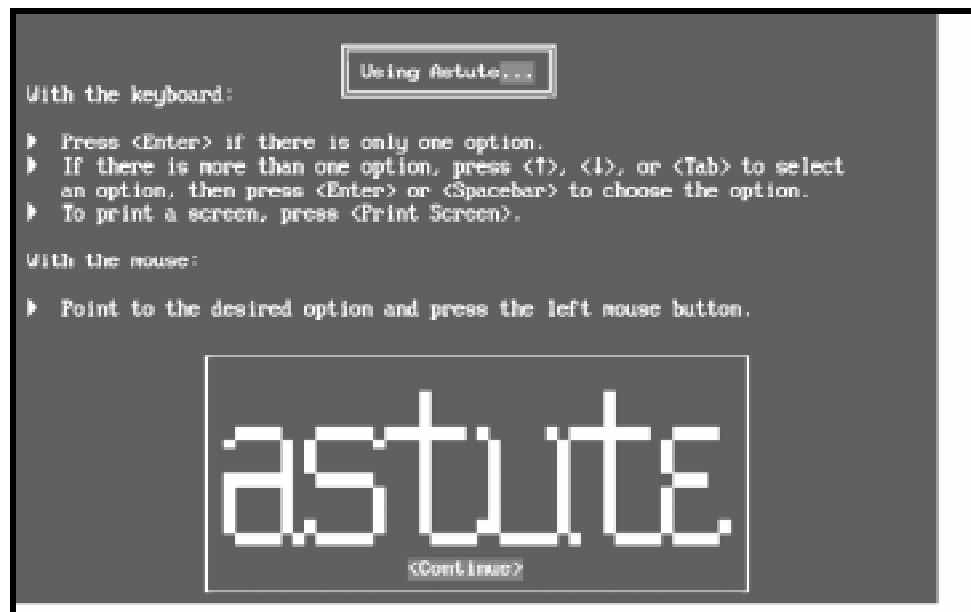 Using Astute...
With the keyboard:
Press <Enter> if there is only one option.
If there is more than one option, press <↑>, <↓>, or <Tab> to select
an option, then press <Enter> or <Spacebar> to choose the option.
To print a screen, press <Print Screen>.
With the mouse:
Point to the desired option and press the left mouse button.
astute
<Continue>